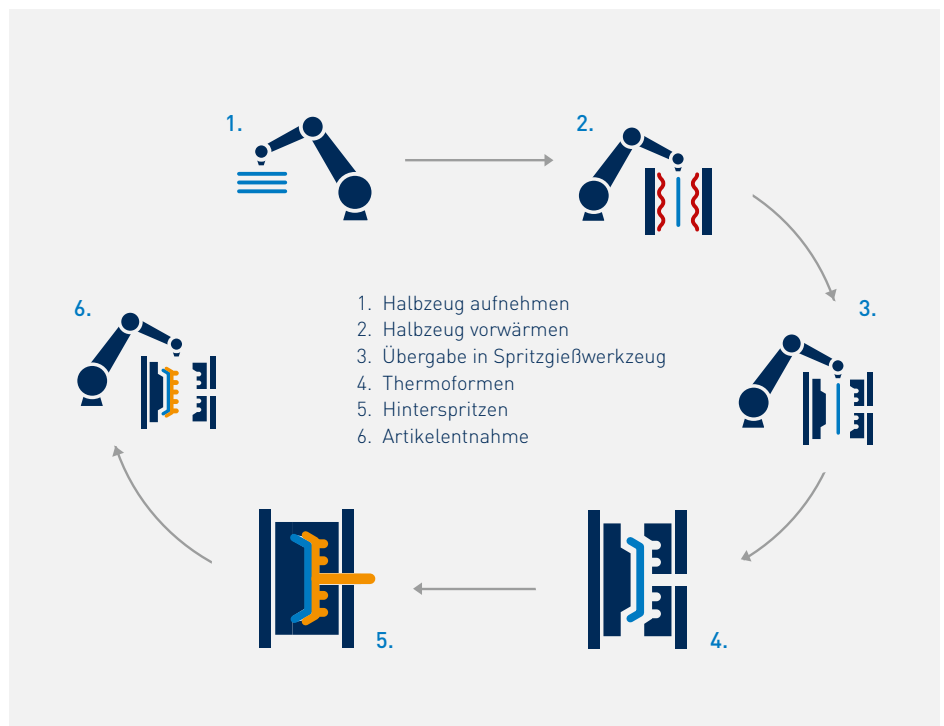 1.
2.
3.
6.
1. Halbzeug aufnehmen
2. Halbzeug vorwärmen
3. Übergabe in Spritzgießwerkzeug
4. Thermoformen
5. Hinterspritzen
6. Artikelentnahme
5.
4.